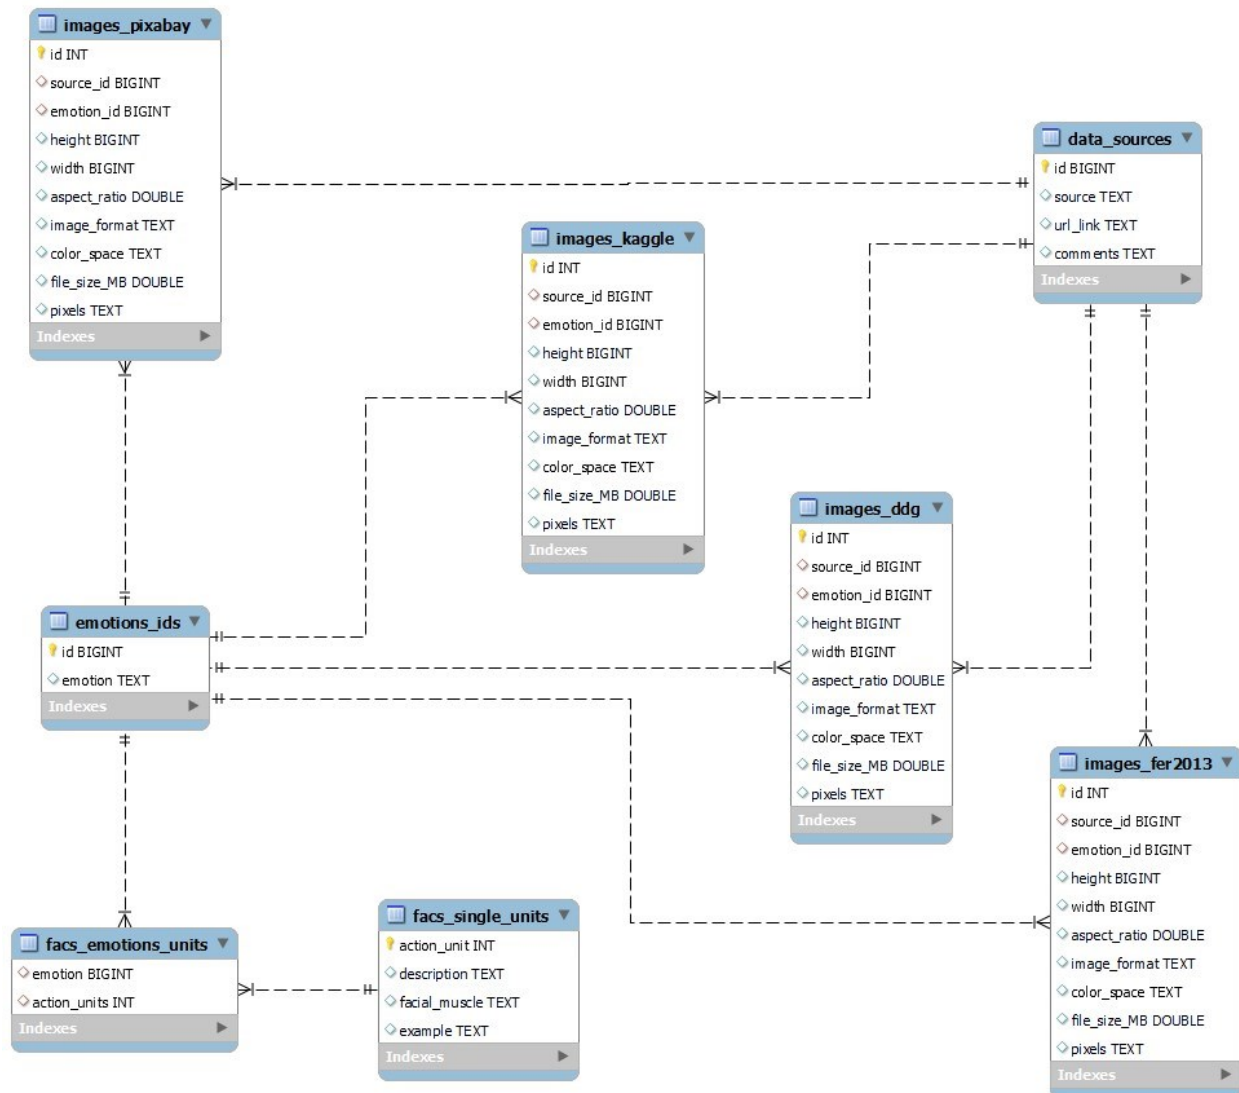 images_pixabay
id INT
source_id BIGINT
emotion_id BIGINT
height BIGINT
width BIGINT
aspect_ratio DOUBLE
image_format TEXT
color_space TEXT
file_size_MB DOUBLE
pixels TEXT
Indexes
data_sources
id BIGINT
source TEXT
url_link TEXT
comments TEXT
Indexes
images_kaggle
id INT
source_id BIGINT
emotion_id BIGINT
height BIGINT
width BIGINT
aspect_ratio DOUBLE
image_format TEXT
color_space TEXT
file_size_MB DOUBLE
pixels TEXT
Indexes
images_ddg
id INT
source_id BIGINT
emotion_id BIGINT
height BIGINT
width BIGINT
aspect_ratio DOUBLE
image_format TEXT
color_space TEXT
file_size_MB DOUBLE
pixels TEXT
Indexes
emotions_ids
id BIGINT
emotion TEXT
Indexes
images_fer2013
id INT
source_id BIGINT
emotion_id BIGINT
height BIGINT
width BIGINT
aspect_ratio DOUBLE
image_format TEXT
color_space TEXT
file_size_MB DOUBLE
pixels TEXT
Indexes
facs_emotions_units
emotion BIGINT
action_units INT
Indexes
facs_single_units
action_unit INT
description TEXT
facial_muscle TEXT
example TEXT
Indexes